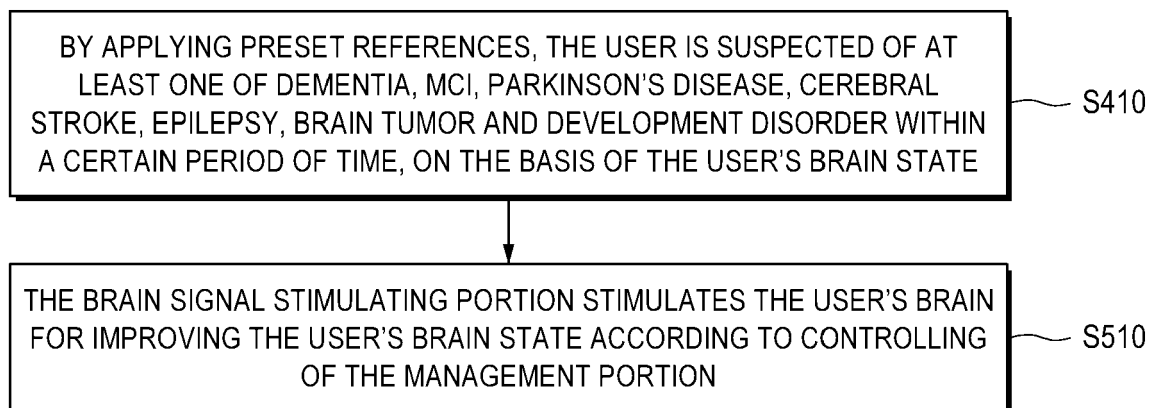 BY APPLYING PRESET REFERENCES, THE USER IS SUSPECTED OF AT
LEAST ONE OF DEMENTIA, MCI, PARKINSON'S DISEASE, CEREBRAL
STROKE, EPILEPSY, BRAIN TUMOR AND DEVELOPMENT DISORDER WITHIN
A CERTAIN PERIOD OF TIME, ON THE BASIS OF THE USER'S BRAIN STATE
S410
THE BRAIN SIGNAL STIMULATING PORTION STIMULATES THE USER'S BRAIN
FOR IMPROVING THE USER'S BRAIN STATE ACCORDING TO CONTROLLING
OF THE MANAGEMENT PORTION
S510